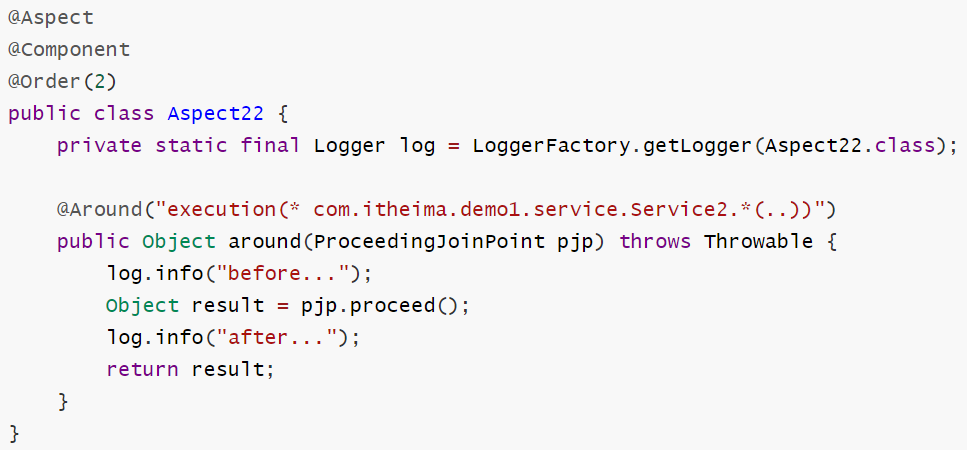 @Aspect
@Component
@Order(2)
public class Aspect22 {
    private static final Logger log = LoggerFactory.getLogger(Aspect22.class);

    @Around("execution(* com.itheima.demo1.service.Service2.*(..))")
    public Object around(ProceedingJoinPoint pjp) throws Throwable {
        log.info("before...");
        Object result = pjp.proceed();
        log.info("after...");
        return result;
    }
}